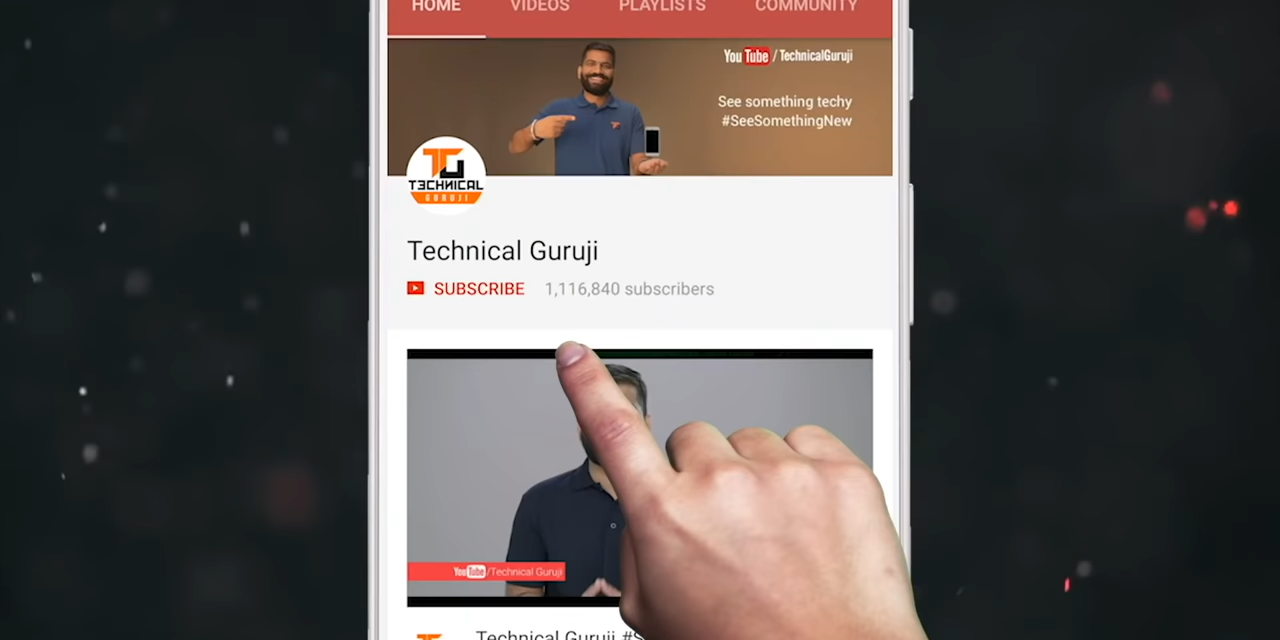 HOME VIDEOS PLAYLISTS COMMUNITY
YouTube / TechnicalGuruji
See something techy
#SeeSomethingNew
TECHNICAL
GURUJI
Technical Guruji
SUBSCRIBE 1,116,840 subscribers
YouTube/Technical Guruji
Technical Guruji